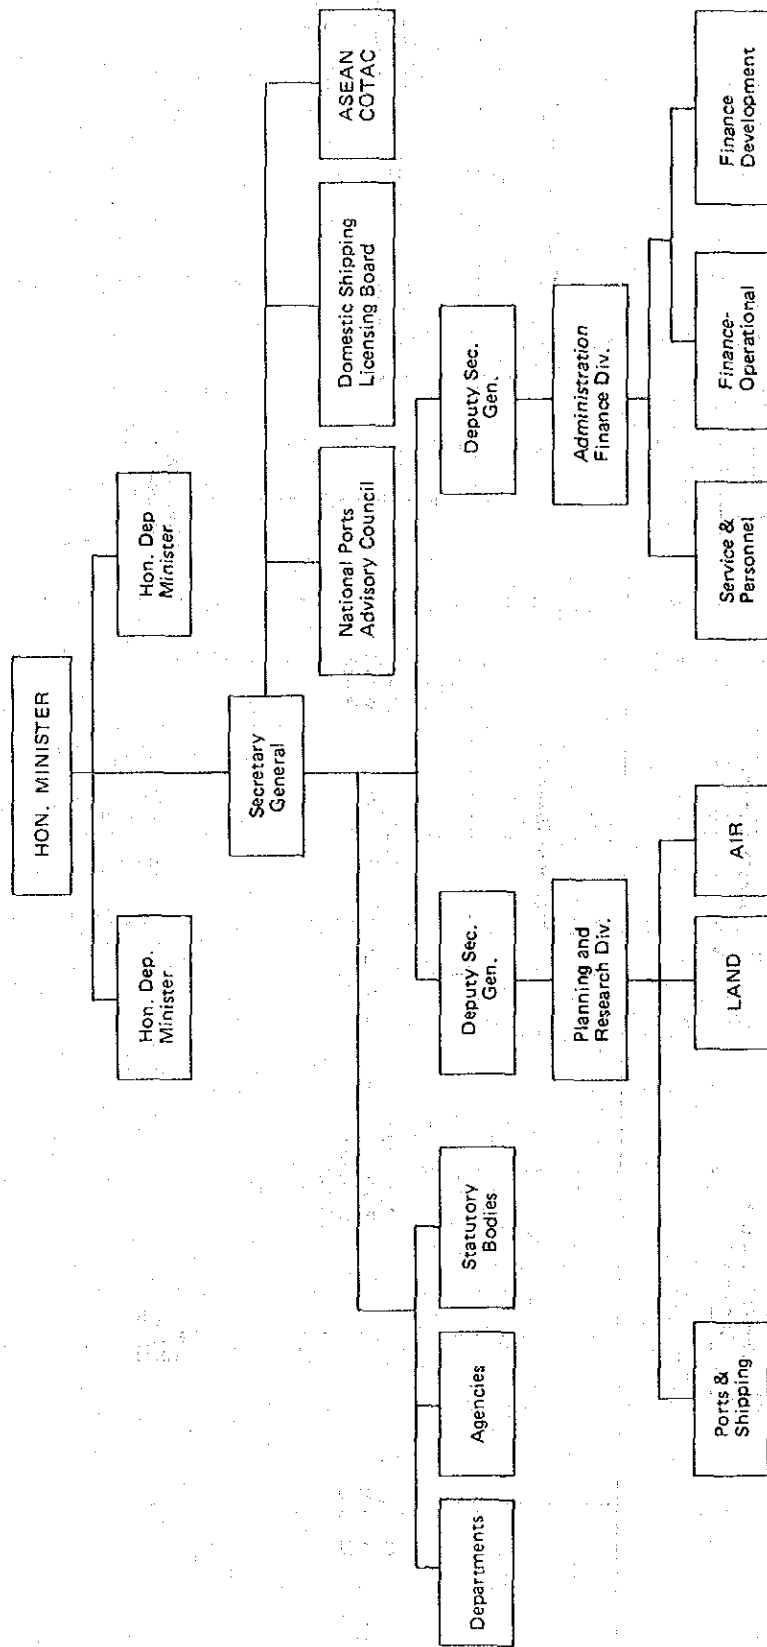 HON. MINISTER
Hon. Dep.
Minister
Hon. Dep
Minister
Secretary
General
National Ports
Advisory Council
Domestic Shipping
Licensing Board
ASEAN
COTAC
Departments
Agencies
Statutory
Bodies
Deputy Sec.
Gen.
Deputy Sec.
Gen.
Planning and
Research Div.
Administration
Finance Div.
Ports &
Shipping
LAND
AIR
Service &
Personnel
Finance-
Operational
Finance
Development